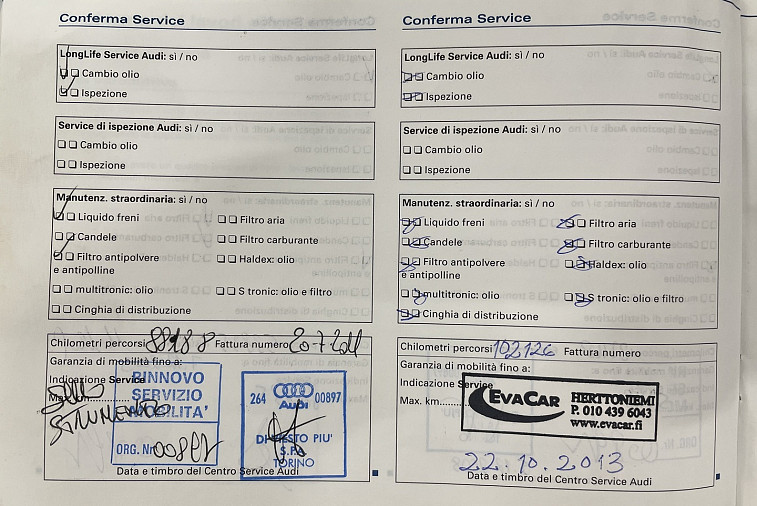 Conferma Service
LongLife Service Audi: sì / no
Cambio olio
Ispezione
Service di ispezione Audi: sì / no
Cambio olio
Ispezione
Manutenz. straordinaria: sì / no
Liquido freni
Filtro aria
Candele
Filtro carburante
Filtro antipolvere
e antipolline
Haldex: olio
multitronic: olio
S tronic: olio e filtro
Cinghia di distribuzione
Chilometri percorsi 88188 Fattura numero 20-7-2011
Garanzia di mobilità fino a:
Indicazione Service
Max. km
RINNOVO
SERVIZIO
MOBILITA'
ORG. Nr. 00897
264 00897
Audi
DI
PIU'
S.P.A.
TORINO
Data e timbro del Centro Service Audi
Conferma Service
LongLife Service Audi: sì / no
Cambio olio
Ispezione
Service di ispezione Audi: sì / no
Cambio olio
Ispezione
Manutenz. straordinaria: sì / no
Liquido freni
Filtro aria
Candele
Filtro carburante
Filtro antipolvere
e antipolline
Haldex: olio
multitronic: olio
S tronic: olio e filtro
Cinghia di distribuzione
Chilometri percorsi 102126 Fattura numero
Garanzia di mobilità fino a:
Indicazione Service
Max. km.
EVACAR
HERTTONIEMI
P. 010 439 6043
www.evacar.fi
22.10.2013
Data e timbro del Centro Service Audi